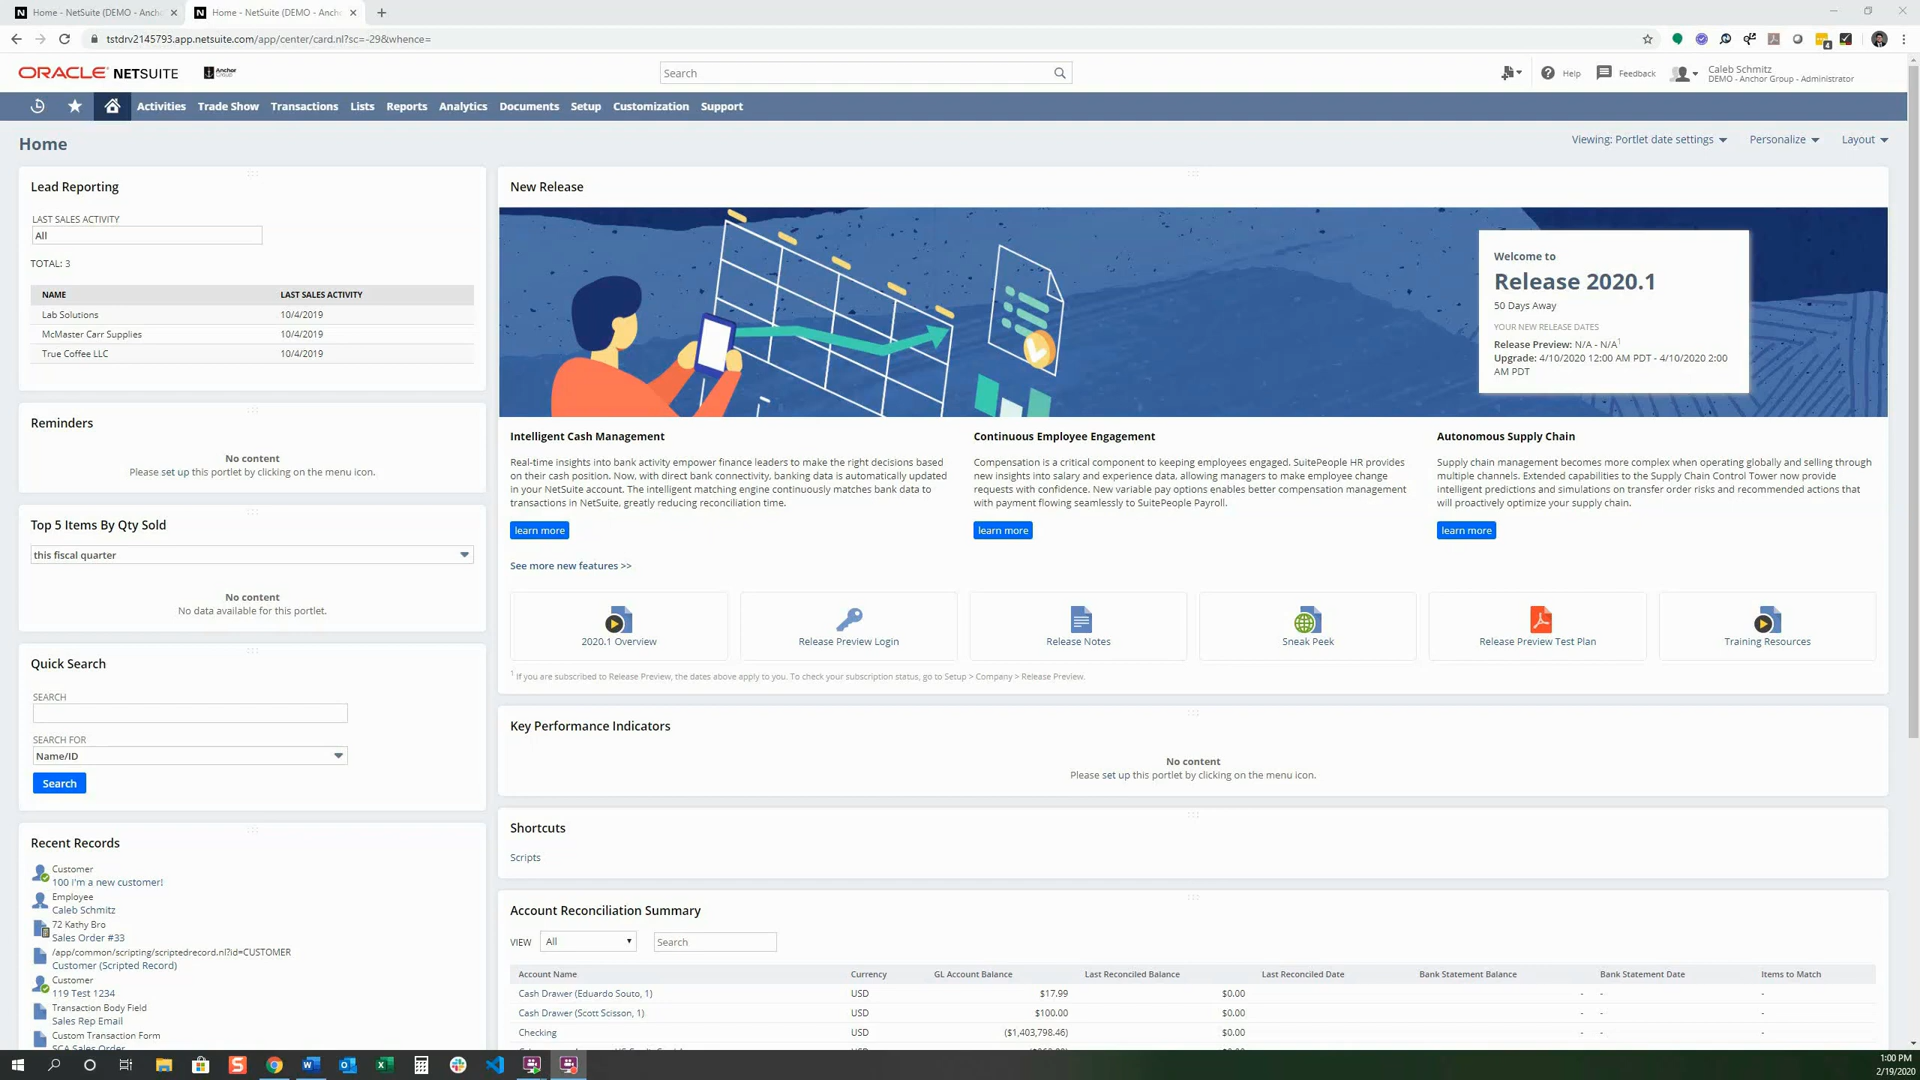 Home - NetSuite (DEMO - Ancho
Home - NetSuite (DEMO - Ancho
tstdrv2145793.app.netsuite.com/app/center/card.nl?sc=-29&whence=
ORACLE NETSUITE
Anchor
Search
Help
Feedback
Caleb Schmitz
DEMO - Anchor Group - Administrator
Activities Trade Show Transactions Lists Reports Analytics Documents Setup Customization Support
Home
Viewing: Portlet date settings
Personalize
Layout
Lead Reporting
LAST SALES ACTIVITY
All
TOTAL: 3
NAME LAST SALES ACTIVITY
Lab Solutions 10/4/2019
McMaster Carr Supplies 10/4/2019
True Coffee LLC 10/4/2019
Reminders
No content
Please set up this portlet by clicking on the menu icon.
Top 5 Items By Qty Sold
this fiscal quarter
No content
No data available for this portlet.
Quick Search
SEARCH
SEARCH FOR
Name/ID
Search
Recent Records
Customer
100 I'm a new customer!
Employee
Caleb Schmitz
72 Kathy Bro
Sales Order #33
/app/common/scripting/scriptedrecord.nl?id=CUSTOMER
Customer (Scripted Record)
Customer
119 Test 1234
Transaction Body Field
Sales Rep Email
Custom Transaction Form
SCA Sales Order
New Release
Welcome to
Release 2020.1
50 Days Away
YOUR NEW RELEASE DATES
Release Preview: N/A - N/A1
Upgrade: 4/10/2020 12:00 AM PDT - 4/10/2020 2:00
AM PDT
Intelligent Cash Management
Real-time insights into bank activity empower finance leaders to make the right decisions based
on their cash position. Now, with direct bank connectivity, banking data is automatically updated
in your NetSuite account. The intelligent matching engine continuously matches bank data to
transactions in NetSuite, greatly reducing reconciliation time.
learn more
Continuous Employee Engagement
Compensation is a critical component to keeping employees engaged. SuitePeople HR provides
new insights into salary and experience data, allowing managers to make employee change
requests with confidence. New variable pay options enables better compensation management
with payment flowing seamlessly to SuitePeople Payroll.
learn more
Autonomous Supply Chain
Supply chain management becomes more complex when operating globally and selling through
multiple channels. Extended capabilities to the Supply Chain Control Tower now provide
intelligent predictions and simulations on transfer order risks and recommended actions that
will proactively optimize your supply chain.
learn more
See more new features >>
2020.1 Overview
Release Preview Login
Release Notes
Sneak Peek
Release Preview Test Plan
Training Resources
1 If you are subscribed to Release Preview, the dates above apply to you. To check your subscription status, go to Setup > Company > Release Preview.
Key Performance Indicators
No content
Please set up this portlet by clicking on the menu icon.
Shortcuts
Scripts
Account Reconciliation Summary
VIEW All Search
Account Name Currency GL Account Balance Last Reconciled Balance Last Reconciled Date Bank Statement Balance Bank Statement Date Items to Match
Cash Drawer (Eduardo Souto, 1) USD $17.99 $0.00 - - -
Cash Drawer (Scott Scisson, 1) USD $100.00 $0.00 - - -
Checking USD ($1,403,798.46) $0.00 - - -
1:00 PM
2/19/2020